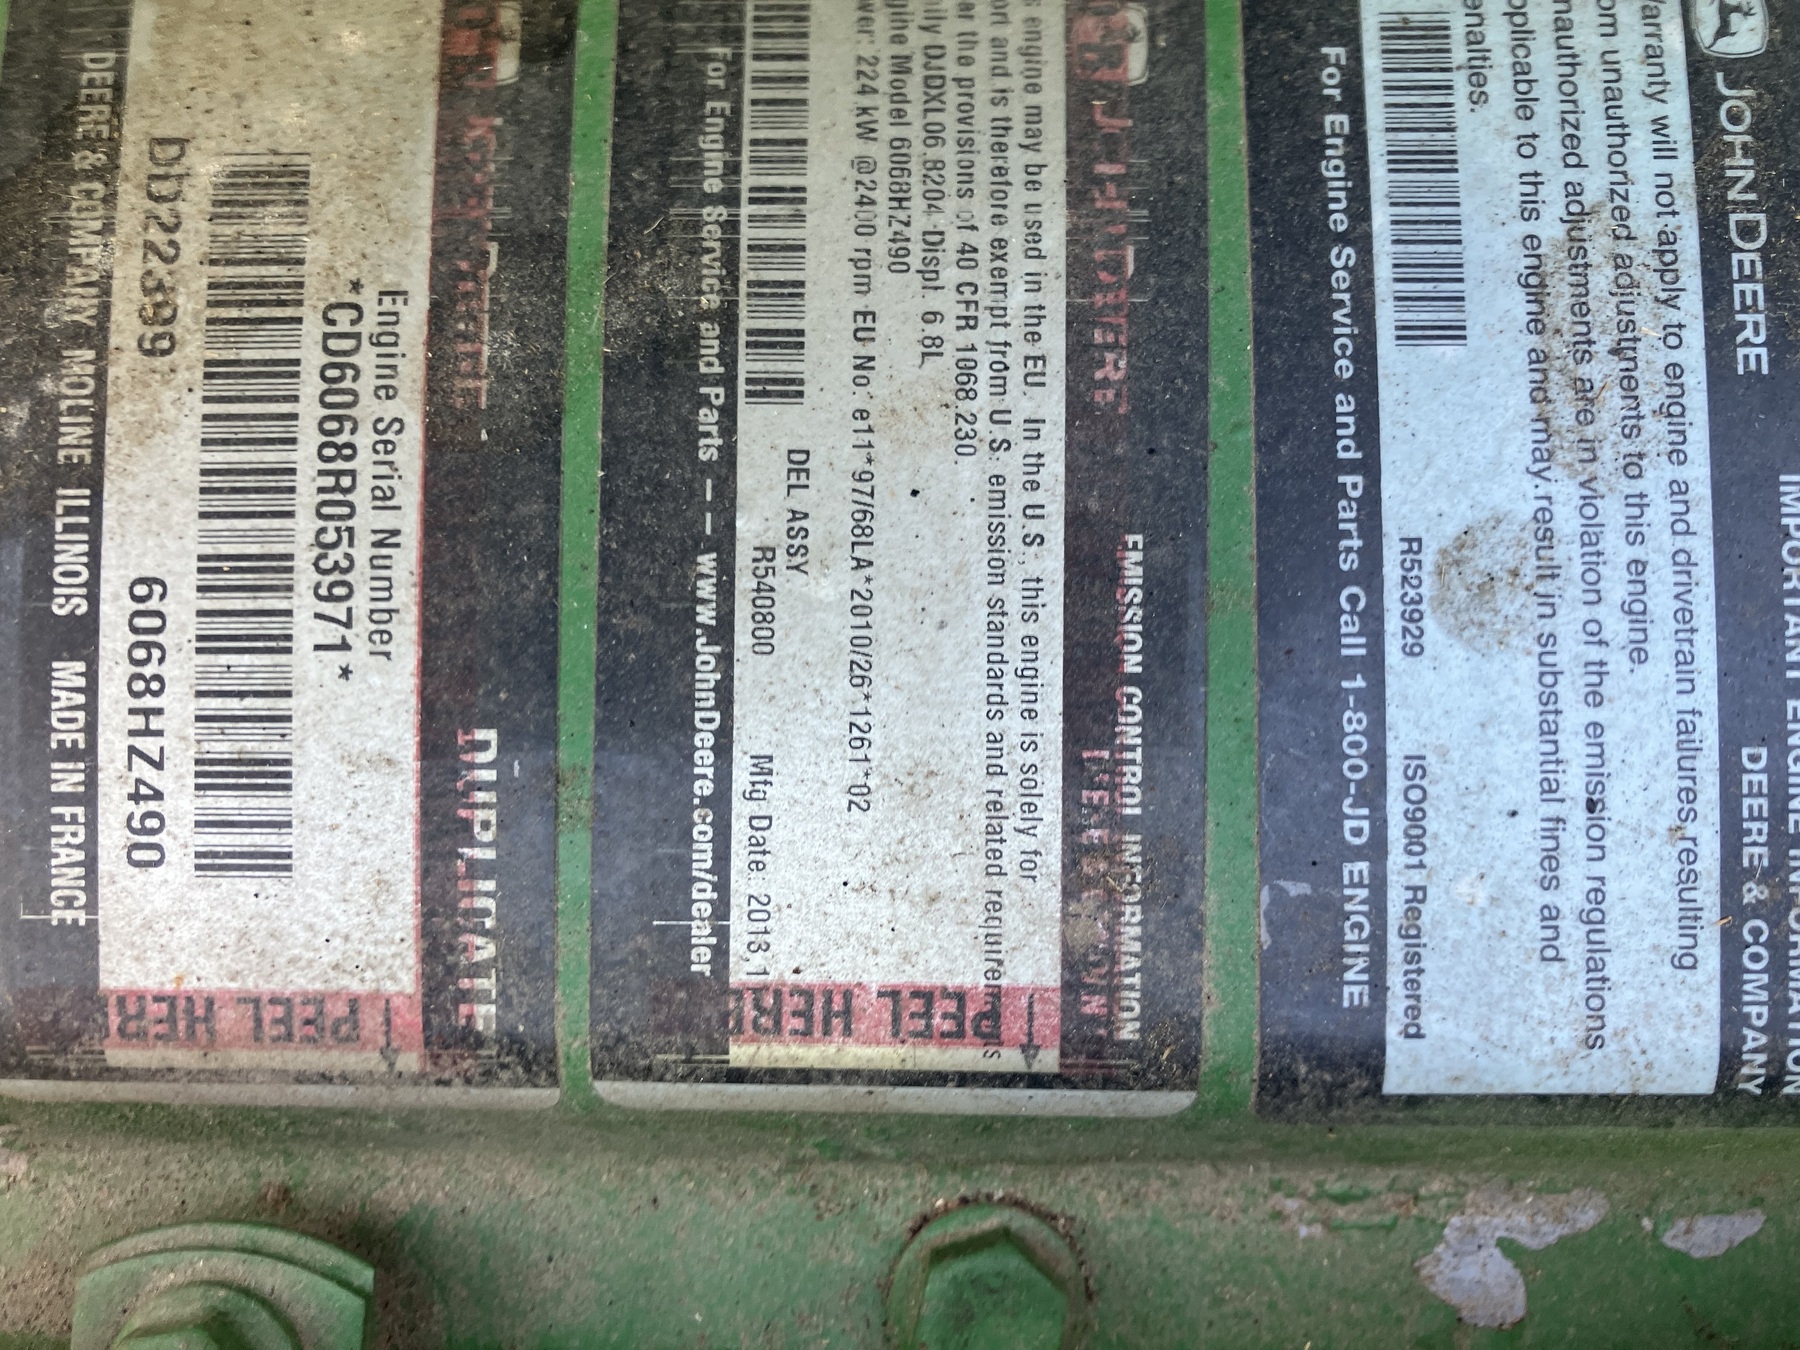 IMPORTANT ENGINE INFORMATION
JOHN DEERE
DEERE & COMPANY
Warranty will not apply to engine and drivetrain failures resulting
from unauthorized adjustments to this engine.
unauthorized adjustments are in violation of the emission regulations
applicable to this engine and may result in substantial fines and
penalties.
R523929
ISO9001 Registered
For Engine Service and Parts Call 1-800-JD ENGINE
EMISSION CONTROL INFORMATION
engine may be used in the EU. In the U.S., this engine is solely for
and is therefore exempt from U.S. emission standards and related requirements
the provisions of 40 CFR 1068.230.
DJDXL06.8204 Displ. 6.8L
Model 6068HZ490
224 kW @2400 rpm EU No: e11*97/68LA*2010/26*1261*02
DEL ASSY
R540800
Mfg Date: 2013,1
PEEL HERE
For Engine Service and Parts – – www.JohnDeere.com/dealer
DUPLICATE
Engine Serial Number
*CD6068R053971*
6068HZ490
PEEL HERE
DEERE & COMPANY MOLINE ILLINOIS MADE IN FRANCE